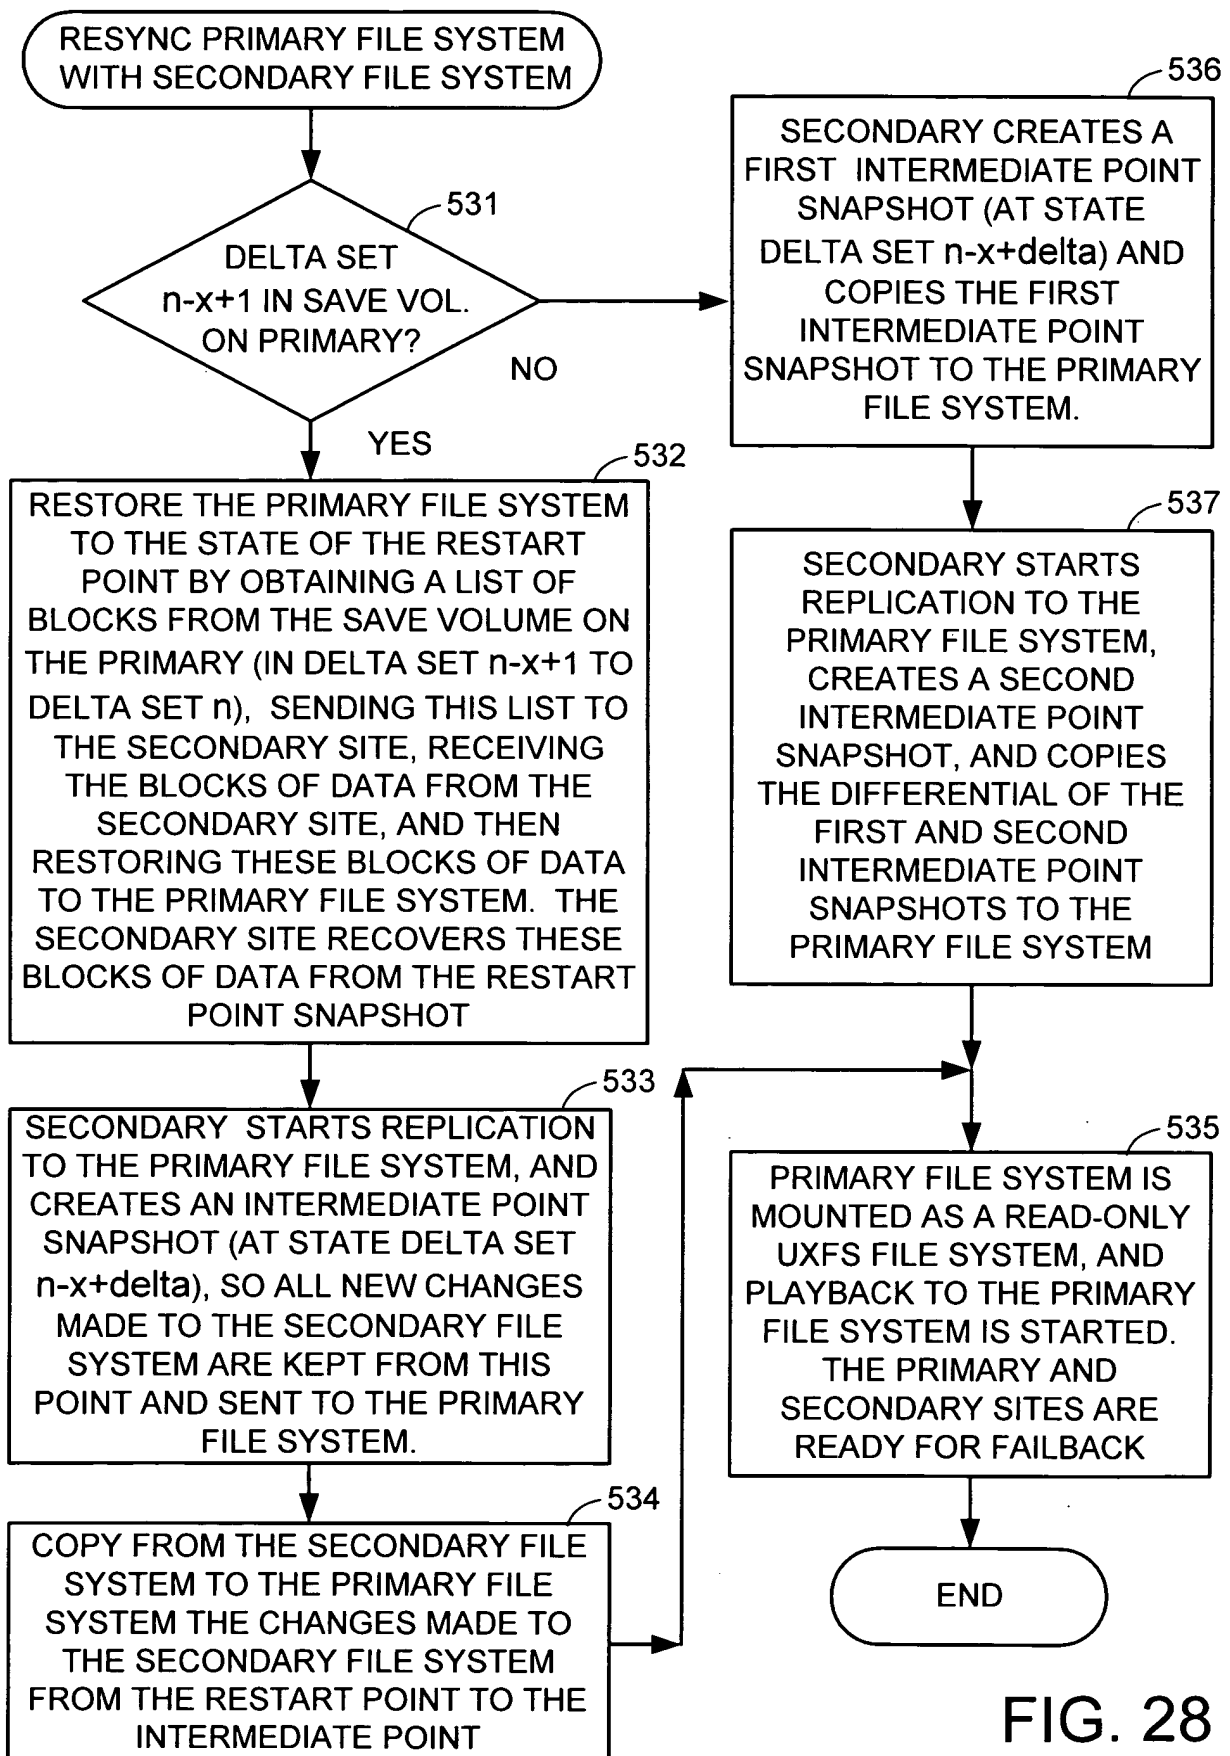 RESYNC PRIMARY FILE SYSTEM
WITH SECONDARY FILE SYSTEM
531
DELTA SET
n-x+1 IN SAVE VOL.
ON PRIMARY?
NO
YES
532
RESTORE THE PRIMARY FILE SYSTEM
TO THE STATE OF THE RESTART
POINT BY OBTAINING A LIST OF
BLOCKS FROM THE SAVE VOLUME ON
THE PRIMARY (IN DELTA SET n-x+1 TO
DELTA SET n), SENDING THIS LIST TO
THE SECONDARY SITE, RECEIVING
THE BLOCKS OF DATA FROM THE
SECONDARY SITE, AND THEN
RESTORING THESE BLOCKS OF DATA
TO THE PRIMARY FILE SYSTEM. THE
SECONDARY SITE RECOVERS THESE
BLOCKS OF DATA FROM THE RESTART
POINT SNAPSHOT
533
SECONDARY STARTS REPLICATION
TO THE PRIMARY FILE SYSTEM, AND
CREATES AN INTERMEDIATE POINT
SNAPSHOT (AT STATE DELTA SET
n-x+delta), SO ALL NEW CHANGES
MADE TO THE SECONDARY FILE
SYSTEM ARE KEPT FROM THIS
POINT AND SENT TO THE PRIMARY
FILE SYSTEM.
534
COPY FROM THE SECONDARY FILE
SYSTEM TO THE PRIMARY FILE
SYSTEM THE CHANGES MADE TO
THE SECONDARY FILE SYSTEM
FROM THE RESTART POINT TO THE
INTERMEDIATE POINT
536
SECONDARY CREATES A
FIRST INTERMEDIATE POINT
SNAPSHOT (AT STATE
DELTA SET n-x+delta) AND
COPIES THE FIRST
INTERMEDIATE POINT
SNAPSHOT TO THE PRIMARY
FILE SYSTEM.
537
SECONDARY STARTS
REPLICATION TO THE
PRIMARY FILE SYSTEM,
CREATES A SECOND
INTERMEDIATE POINT
SNAPSHOT, AND COPIES
THE DIFFERENTIAL OF THE
FIRST AND SECOND
INTERMEDIATE POINT
SNAPSHOTS TO THE
PRIMARY FILE SYSTEM
535
PRIMARY FILE SYSTEM IS
MOUNTED AS A READ-ONLY
UXFS FILE SYSTEM, AND
PLAYBACK TO THE PRIMARY
FILE SYSTEM IS STARTED.
THE PRIMARY AND
SECONDARY SITES ARE
READY FOR FAILBACK
END
FIG. 28